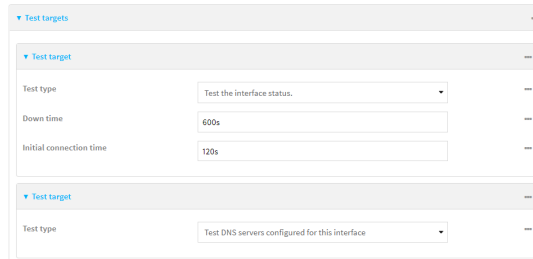 Test targets
Test target
Test type Test the interface status.
Down time 600s
Initial connection time 120s
Test target
Test type Test DNS servers configured for this interface